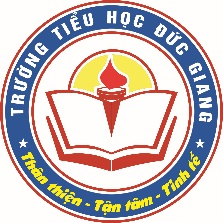 TRƯỜNG TIỂU HỌC ĐỨC GIANG
Thân thiện - Tận tâm - Tinh tế